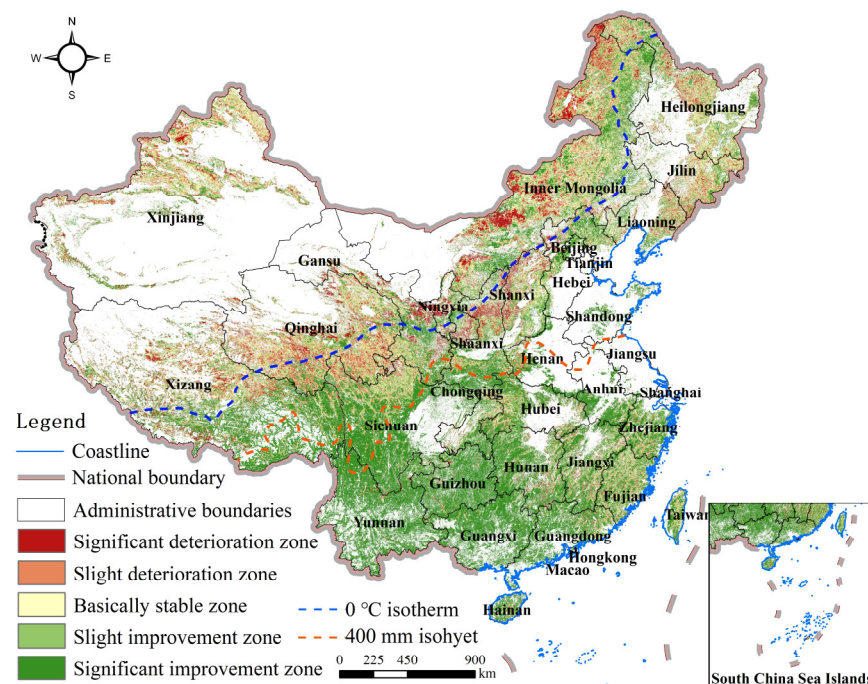 N
W E
S
Heilongjiang
Jilin
Inner Mongolia
Liaoning
Xinjiang
Beijing
Tianjin
Gansu
Hebei
Ningxia
Shanxi
Shandong
Qinghai
Shaanxi
Henan
Jiangsu
Xizang
Chongqing
Anhui
Shanghai
Hubei
Sichuan
Zhejiang
Hunan
Jiangxi
Guizhou
Fujian
Yunnan
Guangxi
Guangdong
Taiwan
Hongkong
Macao
Hainan
Legend
Coastline
National boundary
Administrative boundaries
Significant deterioration zone
Slight deterioration zone
Basically stable zone
Slight improvement zone
Significant improvement zone
0 ℃ isotherm
400 mm isohyet
0 225 450 900
km
South China Sea Islands